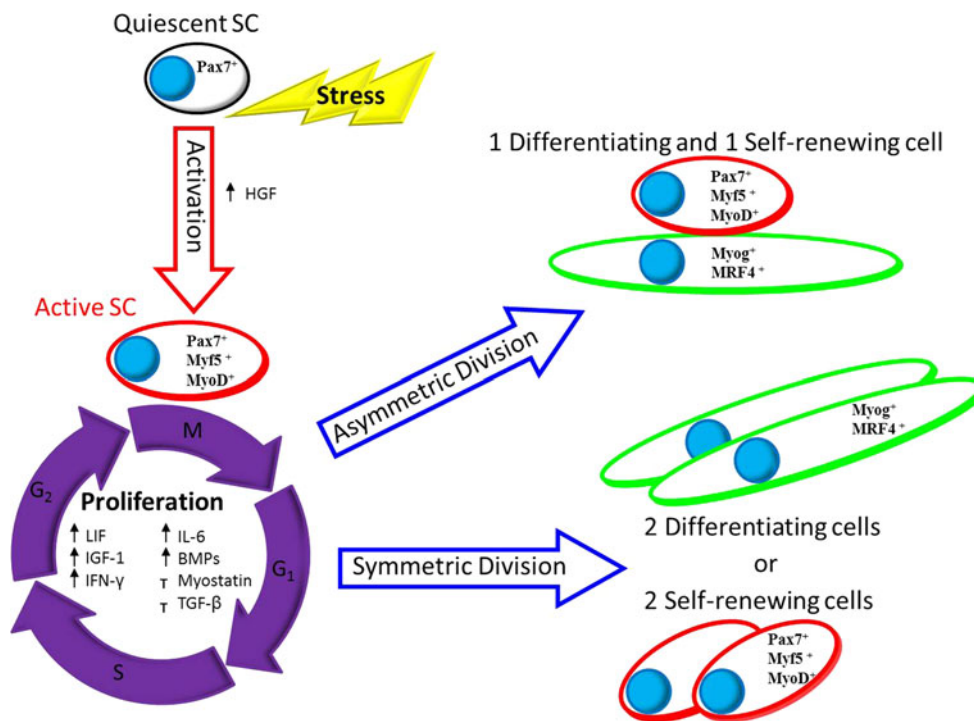 Quiescent SC
Pax7⁺
Stress
Activation
↑ HGF
Active SC
Pax7⁺
Myf5 ⁺
MyoD⁺
M
G₁
S
G₂
Proliferation
↑ LIF
↑ IGF-1
↑ IFN-γ
↑ IL-6
↑ BMPs
⊤ Myostatin
⊤ TGF-β
Asymmetric Division
1 Differentiating and 1 Self-renewing cell
Pax7⁺
Myf5 ⁺
MyoD⁺
Myog⁺
MRF4 ⁺
Symmetric Division
Myog⁺
MRF4 ⁺
2 Differentiating cells
or
2 Self-renewing cells
Pax7⁺
Myf5 ⁺
MyoD⁺